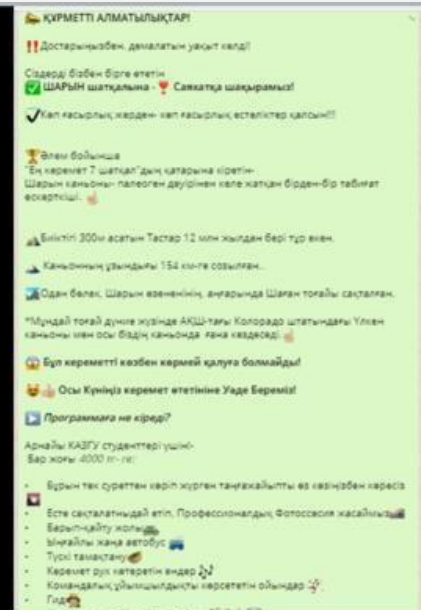 ҚҰРМЕТТІ АЛМАТЫЛЫҚТАР!
‼️Достарыңызбен, демалатын уақыт келді!
Сіздерді бізбен бірге өтетін
✅ ШАРЫН шатқалына -❣️ Саяхатқа шақырамыз!
✔️Көп ғасырлық жерден- көп ғасырлық естеліктер қалсын!!!
🏆Әлем бойынша
"Ең керемет 7 шатқал"дың қатарына кіретін-
Шарын каньоны- палеоген дәуірінен келе жатқан бірден-бір табиғат
ескерткіші. ☝
Биіктігі 300м асатын Тастар 12 млн жылдан бері тұр екен.
Каньонның ұзындығы 154 км-ге созылған.
Одан бөлек, Шарын өзененінің, аңғарында Шаған тоғайы сақталған.
*Мұндай тоғай дүние жүзінде АҚШ-тағы Колорадо штатындағы Үлкен
каньоны мен осы біздің каньонда ғана кездеседі. ☝
😱 Бұл кереметті көзбен көрмей қалуға болмайды!
Осы Күніңіз керемет өтетініне Уәде Береміз!
▶️ Программаға не кіреді?
Арнайы КАЗГУ студенттері үшін:-
Бар жоғы 4000 тг- ге:
• Бұрын тек суреттен көріп жүрген таңғажайыпты өз көзіңізбен көресіз
• Есте сақталатындай етіп, Профессионалдық Фотоссесия жасаймыз
• Барып-қайту жолы
• Ыңғайлы жаңа автобус
• Түскі тамақтану
• Керемет рух көтеретін әндер 🎶
• Командалық ұйымшылдықты көрсететін ойындар
• Гид